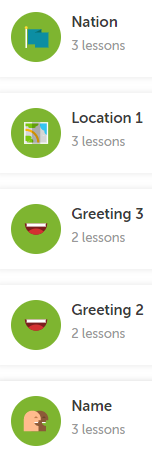 Nation
3 lessons
Location 1
3 lessons
Greeting 3
2 lessons
Greeting 2
2 lessons
Name
3 lessons